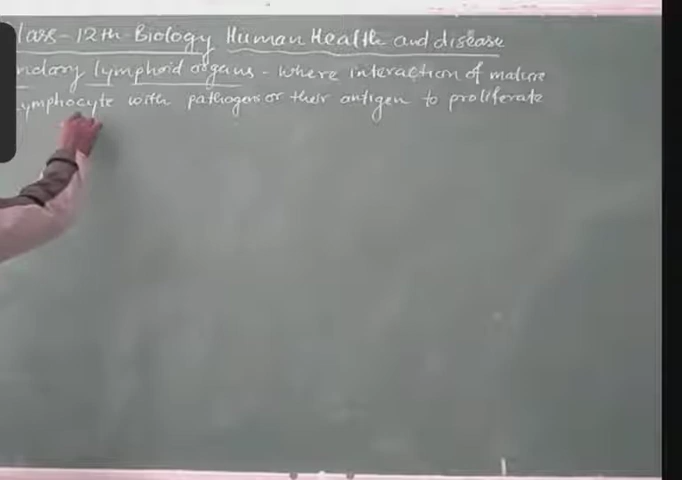 lass-12th-Biology Human Health and disease
ndary lymphoid organs - where interaction of mature
ymphocyte with pathogens or their antigen to proliferate